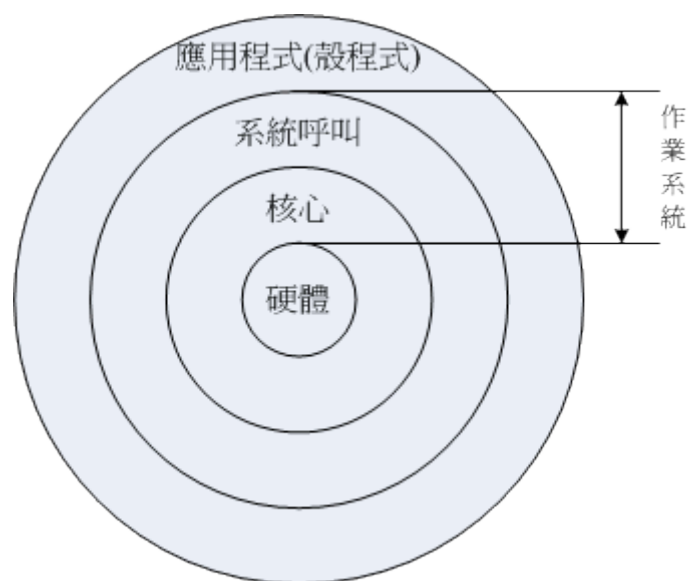 應用程式(殼程式)
系統呼叫
核心
硬體
作業系統